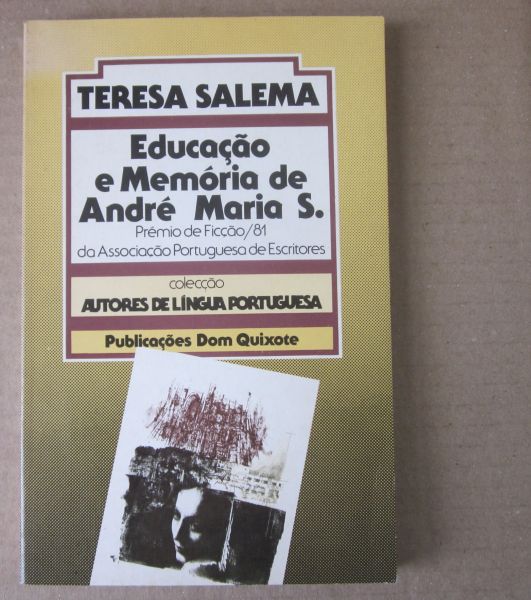 TERESA SALEMA
Educação
e Memória de
André Maria S.
Prémio de Ficção/81
da Associação Portuguesa de Escritores
colecção
AUTORES DE LÍNGUA PORTUGUESA
Publicações Dom Quixote